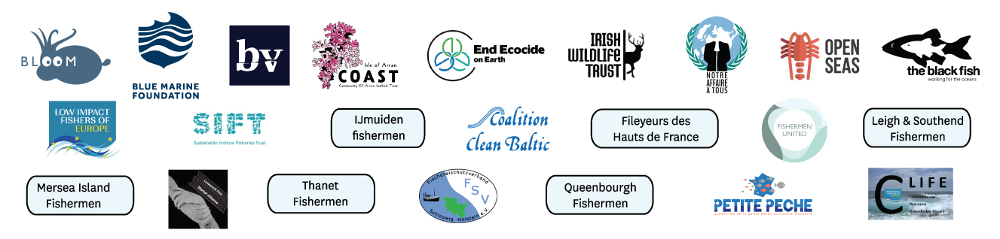 BLOOM
BLUE MARINE
FOUNDATION
bv
Isle of Arran
COAST
Community Of Arran Seabed Trust
End Ecocide
on Earth
IRISH
WILDLIFE
TRUST
NOTRE
AFFAIRE
A TOUS
OPEN
SEAS
the black fish
working for the oceans
LOW IMPACT
FISHERS OF
EUROPE
SIFT
Sustainable Inshore Fisheries Trust
IJmuiden
fishermen
Coalition
Clean Baltic
Fileyeurs des
Hauts de France
FISHERMEN
UNITED
Leigh & Southend
Fishermen
Mersea Island
Fishermen
Lowestoft Fish
Market Alliance
Thanet
Fishermen
Fischereischutzverband
FSV
Schleswig -Holstein e.V.
Queenbourgh
Fishermen
PETITE PECHE
plateforme de la petite pêche artisanale française
C LIFE
Duurzame
Geïntegreerde Vissers